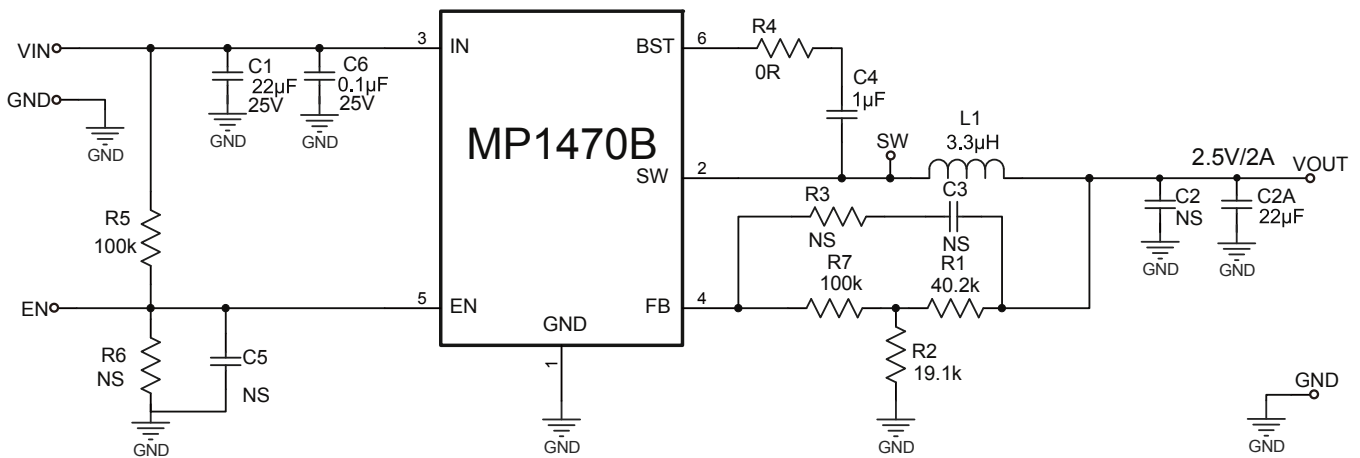 VIN
GND
GND
C1
22µF
25V
GND
C6
0.1µF
25V
GND
3
IN
BST
6
R4
0R
C4
1µF
MP1470B
SW
2
SW
L1
3.3µH
2.5V/2A
VOUT
C2
NS
GND
C2A
22µF
GND
R5
100k
R3
NS
C3
NS
R7
100k
R1
40.2k
EN
5
EN
FB
4
GND
1
GND
R6
NS
C5
NS
GND
R2
19.1k
GND
GND
GND